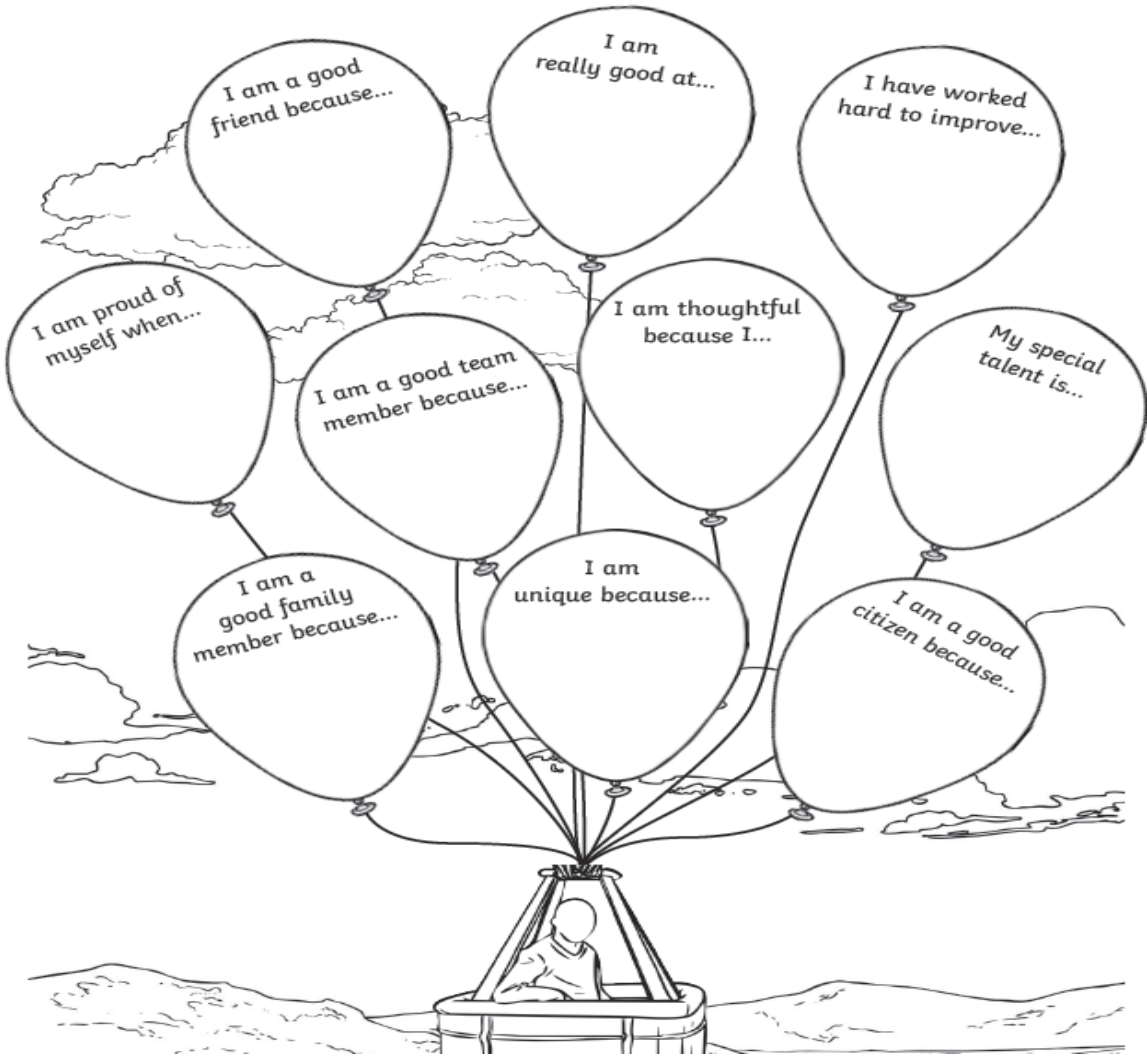 I am a good
friend because...
I am
really good at...
I have worked
hard to improve...
I am proud of
myself when...
I am a good team
member because...
I am thoughtful
because I...
My special
talent is...
I am a
good family
member because...
I am
unique because...
I am a good
citizen because...